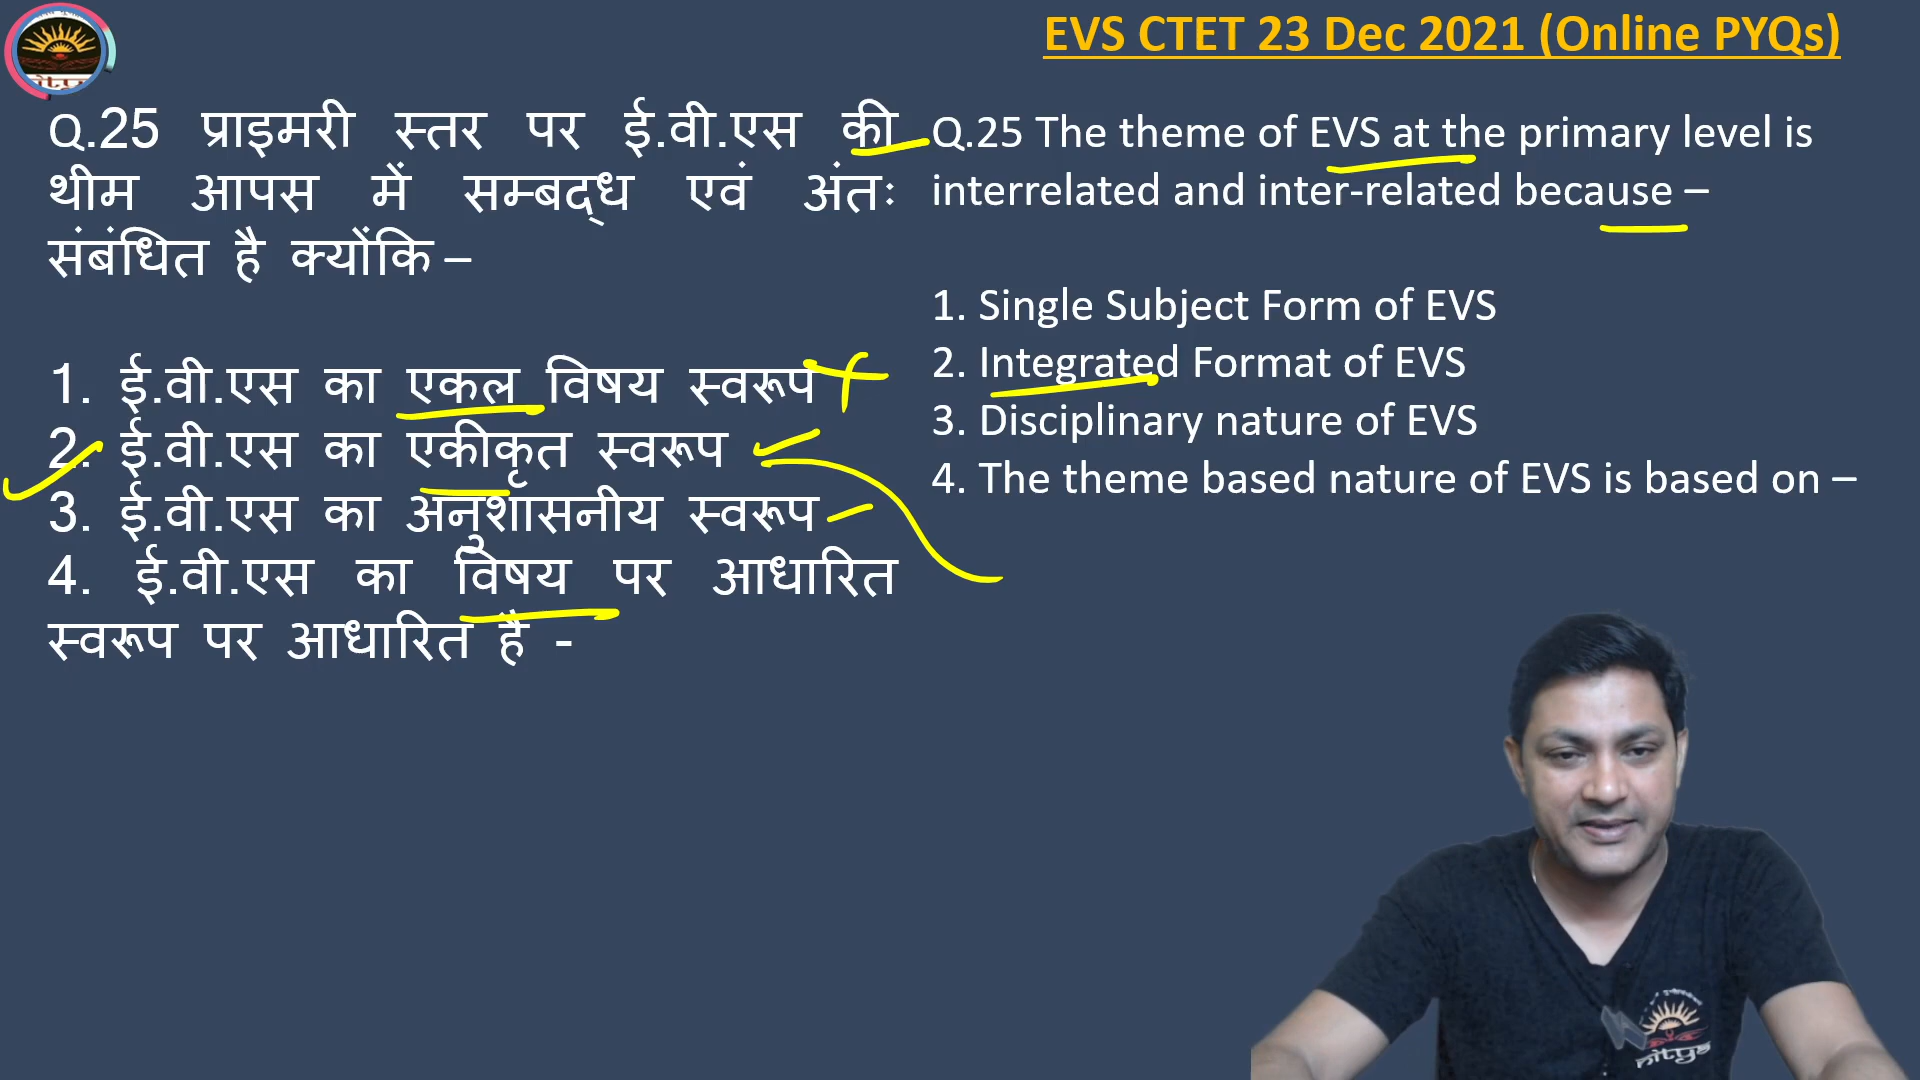 EVS CTET 23 Dec 2021 (Online PYQs)
Q.25 प्राइमरी स्तर पर ई.वी.एस की
थीम आपस में सम्बद्ध एवं अंतः
संबंधित है क्योंकि –
1. ई.वी.एस का एकल विषय स्वरूप
2. ई.वी.एस का एकीकृत स्वरूप
3. ई.वी.एस का अनुशासनीय स्वरूप
4. ई.वी.एस का विषय पर आधारित
स्वरूप पर आधारित है -
Q.25 The theme of EVS at the primary level is
interrelated and inter-related because –
1. Single Subject Form of EVS
2. Integrated Format of EVS
3. Disciplinary nature of EVS
4. The theme based nature of EVS is based on –
nitya